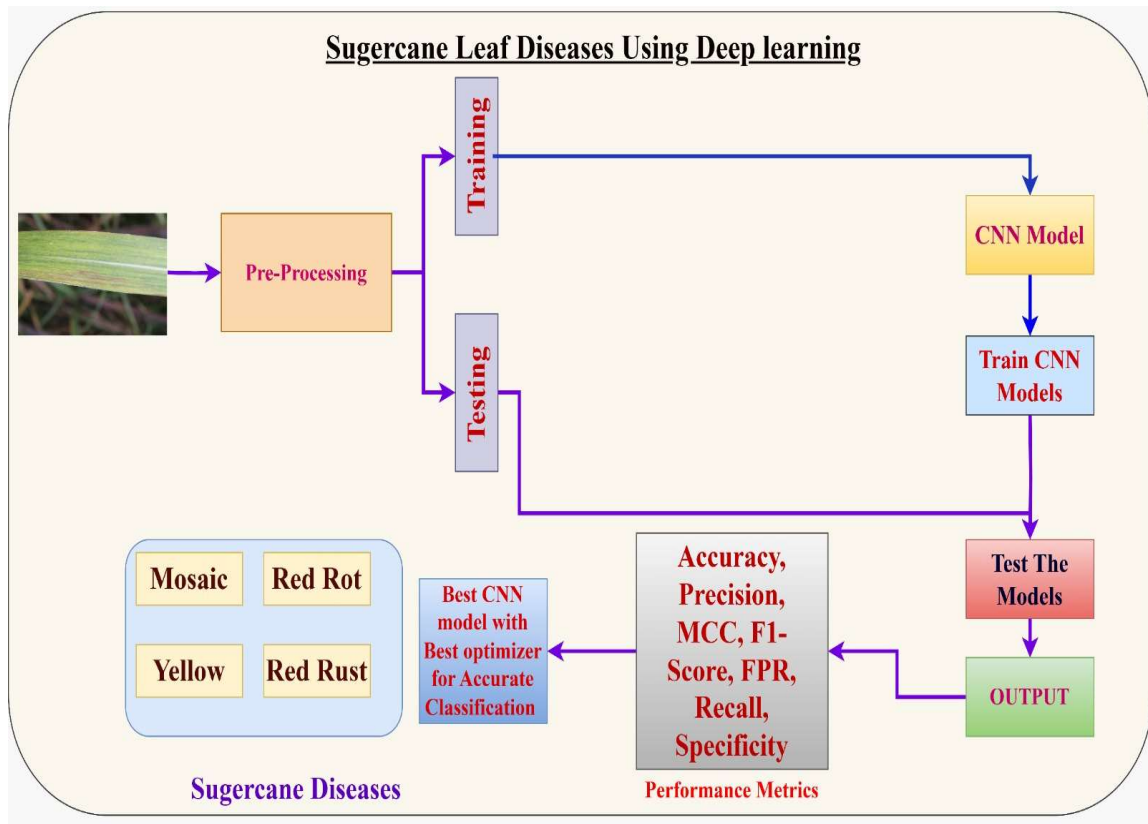 Sugercane Leaf Diseases Using Deep learning
Training
CNN Model
Pre-Processing
Train CNN
Models
Testing
Mosaic
Red Rot
Yellow
Red Rust
Sugercane Diseases
Best CNN
model with
Best optimizer
for Accurate
Classification
Accuracy,
Precision,
MCC, F1-
Score, FPR,
Recall,
Specificity
Performance Metrics
Test The
Models
OUTPUT